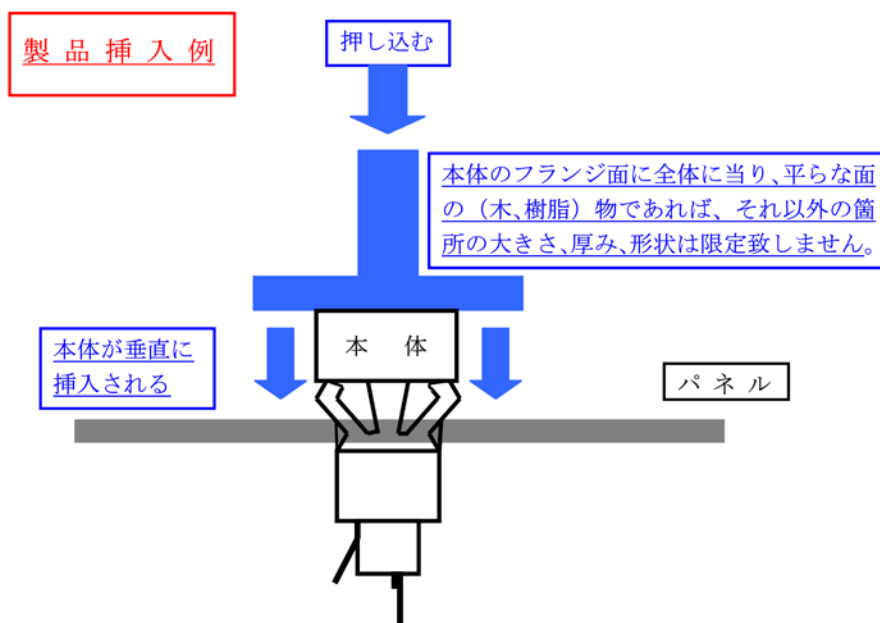 製品挿入例
押し込む
本体のフランジ面に全体に当り、平らな面
の（木、樹脂）物であれば、それ以外の箇
所の大きさ、厚み、形状は限定致しません。
本体が垂直に
挿入される
本体
パネル